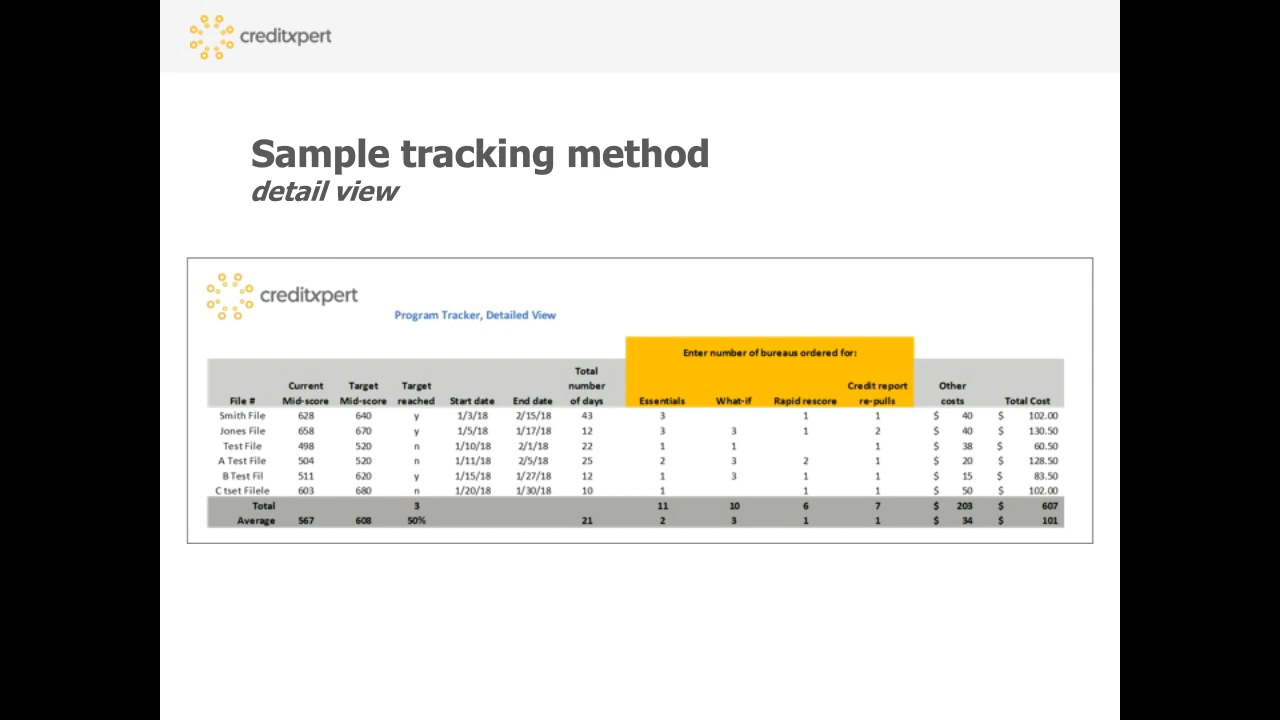 creditxpert
Sample tracking method
detail view
creditxpert
Program Tracker, Detailed View
Enter number of bureaus ordered for:
File # Current Mid-score Target Mid-score Target reached Start date End date Total number of days Essentials What-if Rapid rescore Credit report re-pulls Other costs Total Cost
Smith File 628 640 y 1/3/18 2/15/18 43 3 1 1 $ 40 $ 102.00
Jones File 658 670 y 1/5/18 1/17/18 12 3 3 1 2 $ 40 $ 130.50
Test File 498 520 n 1/10/18 2/1/18 22 1 1 1 $ 38 $ 60.50
A Test File 504 520 n 1/11/18 2/5/18 25 2 3 2 1 $ 20 $ 128.50
B Test Fil 511 620 y 1/15/18 1/27/18 12 1 3 1 1 $ 15 $ 83.50
C tset Filele 603 680 n 1/20/18 1/30/18 10 1 1 1 $ 50 $ 102.00
Total 3 11 10 6 7 $ 203 $ 607
Average 567 608 50% 21 2 3 1 1 $ 34 $ 101